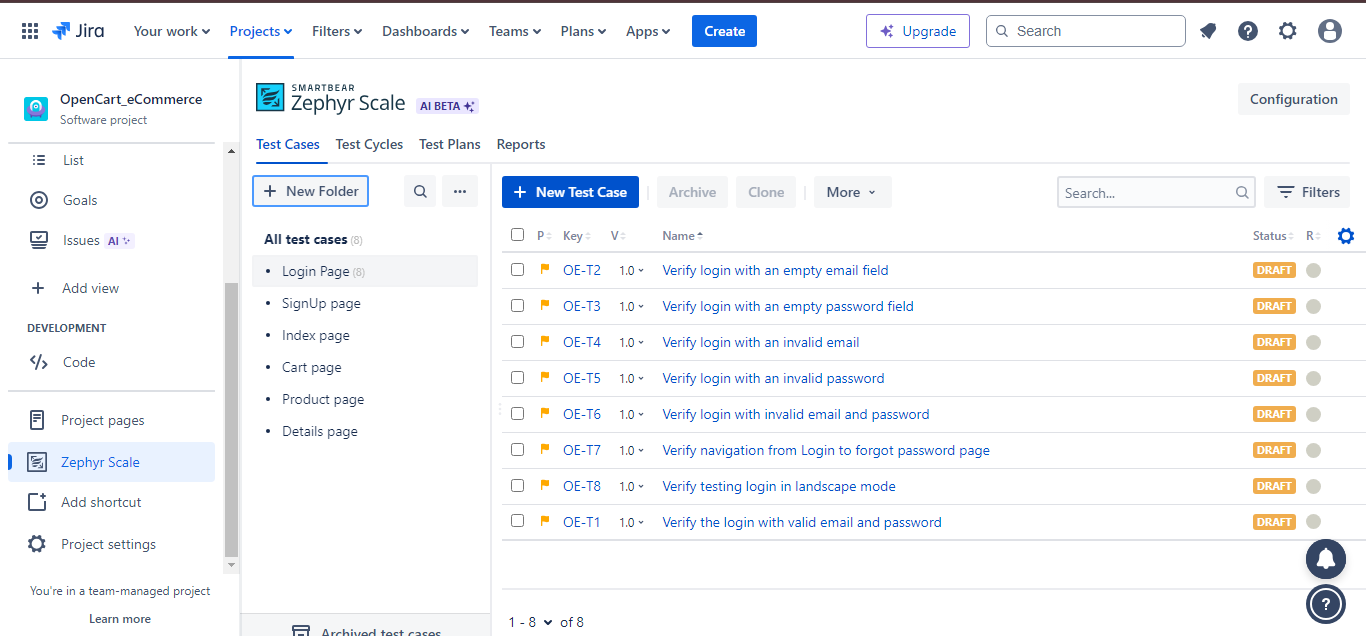 Jira Your work Projects Filters Dashboards Teams Plans Apps Create Upgrade Search
OpenCart_eCommerce
Software project
List
Goals
Issues AI
Add view
DEVELOPMENT
Code
Project pages
Zephyr Scale
Add shortcut
Project settings
You're in a team-managed project
Learn more
SMARTBEAR
Zephyr Scale AI BETA
Configuration
Test Cases Test Cycles Test Plans Reports
+ New Folder ...
All test cases (8)
Login Page (8)
SignUp page
Index page
Cart page
Product page
Details page
Archived test cases
+ New Test Case Archive Clone More Search... Filters
P Key V Name Status R
OE-T2 1.0 Verify login with an empty email field DRAFT
OE-T3 1.0 Verify login with an empty password field DRAFT
OE-T4 1.0 Verify login with an invalid email DRAFT
OE-T5 1.0 Verify login with an invalid password DRAFT
OE-T6 1.0 Verify login with invalid email and password DRAFT
OE-T7 1.0 Verify navigation from Login to forgot password page DRAFT
OE-T8 1.0 Verify testing login in landscape mode DRAFT
OE-T1 1.0 Verify the login with valid email and password DRAFT
1 - 8 of 8